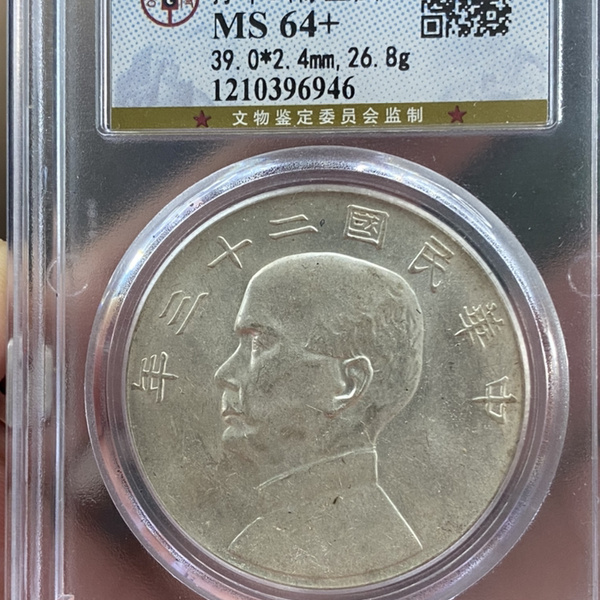 MS 64+
39.0*2.4mm, 26.8g
1210396946
★ 文物鉴定委员会监制 ★
年三十二國民華中